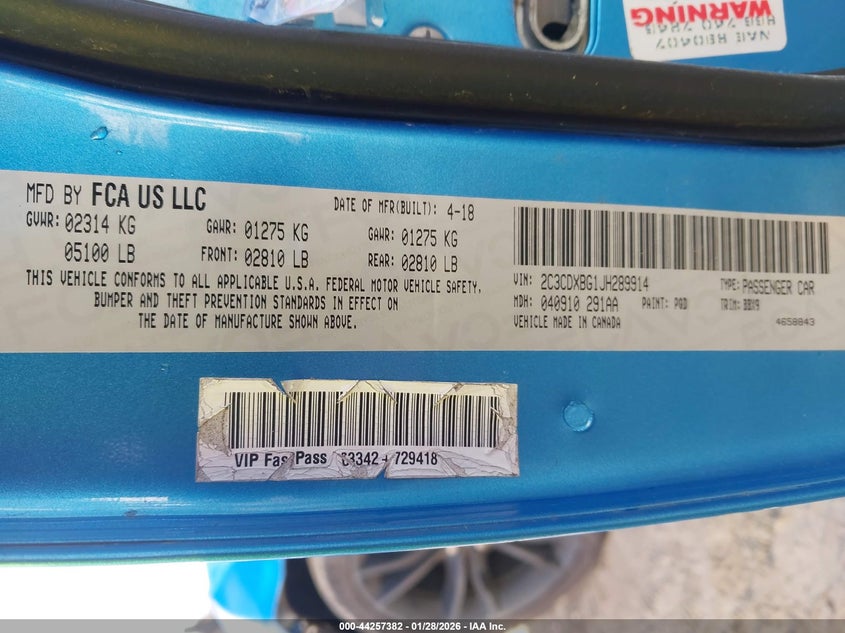 WARNING
MFD BY FCA US LLC
DATE OF MFR(BUILT): 4-18
GVWR: 02314 KG GAWR: 01275 KG GAWR: 01275 KG
05100 LB FRONT: 02810 LB REAR: 02810 LB
THIS VEHICLE CONFORMS TO ALL APPLICABLE U.S.A. FEDERAL MOTOR VEHICLE SAFETY,
BUMPER AND THEFT PREVENTION STANDARDS IN EFFECT ON
THE DATE OF MANUFACTURE SHOWN ABOVE.
VIN: 2C3CDXBG1JH289914 TYPE: PASSENGER CAR
MDH: 040910 291AA PAINT: PQD TRIM: BBX9
VEHICLE MADE IN CANADA 4658843
VIP Fas Pass 63342 - 729418
000-44257382 | 01/28/2026 | IAA Inc.